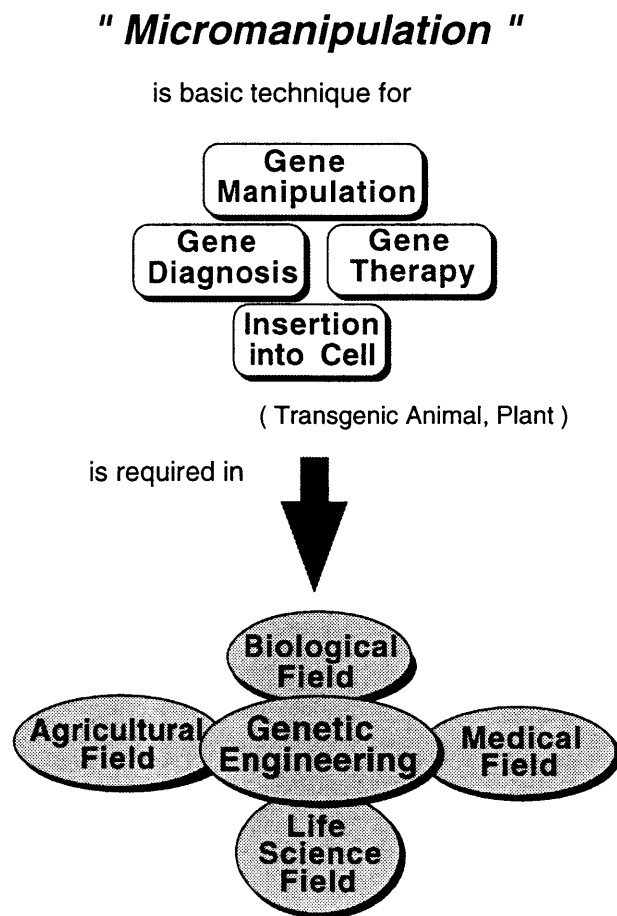 " Micromanipulation "
is basic technique for
Gene
Manipulation
Gene
Diagnosis
Gene
Therapy
Insertion
into Cell
( Transgenic Animal, Plant )
is required in
Biological
Field
Agricultural
Field
Genetic
Engineering
Medical
Field
Life
Science
Field